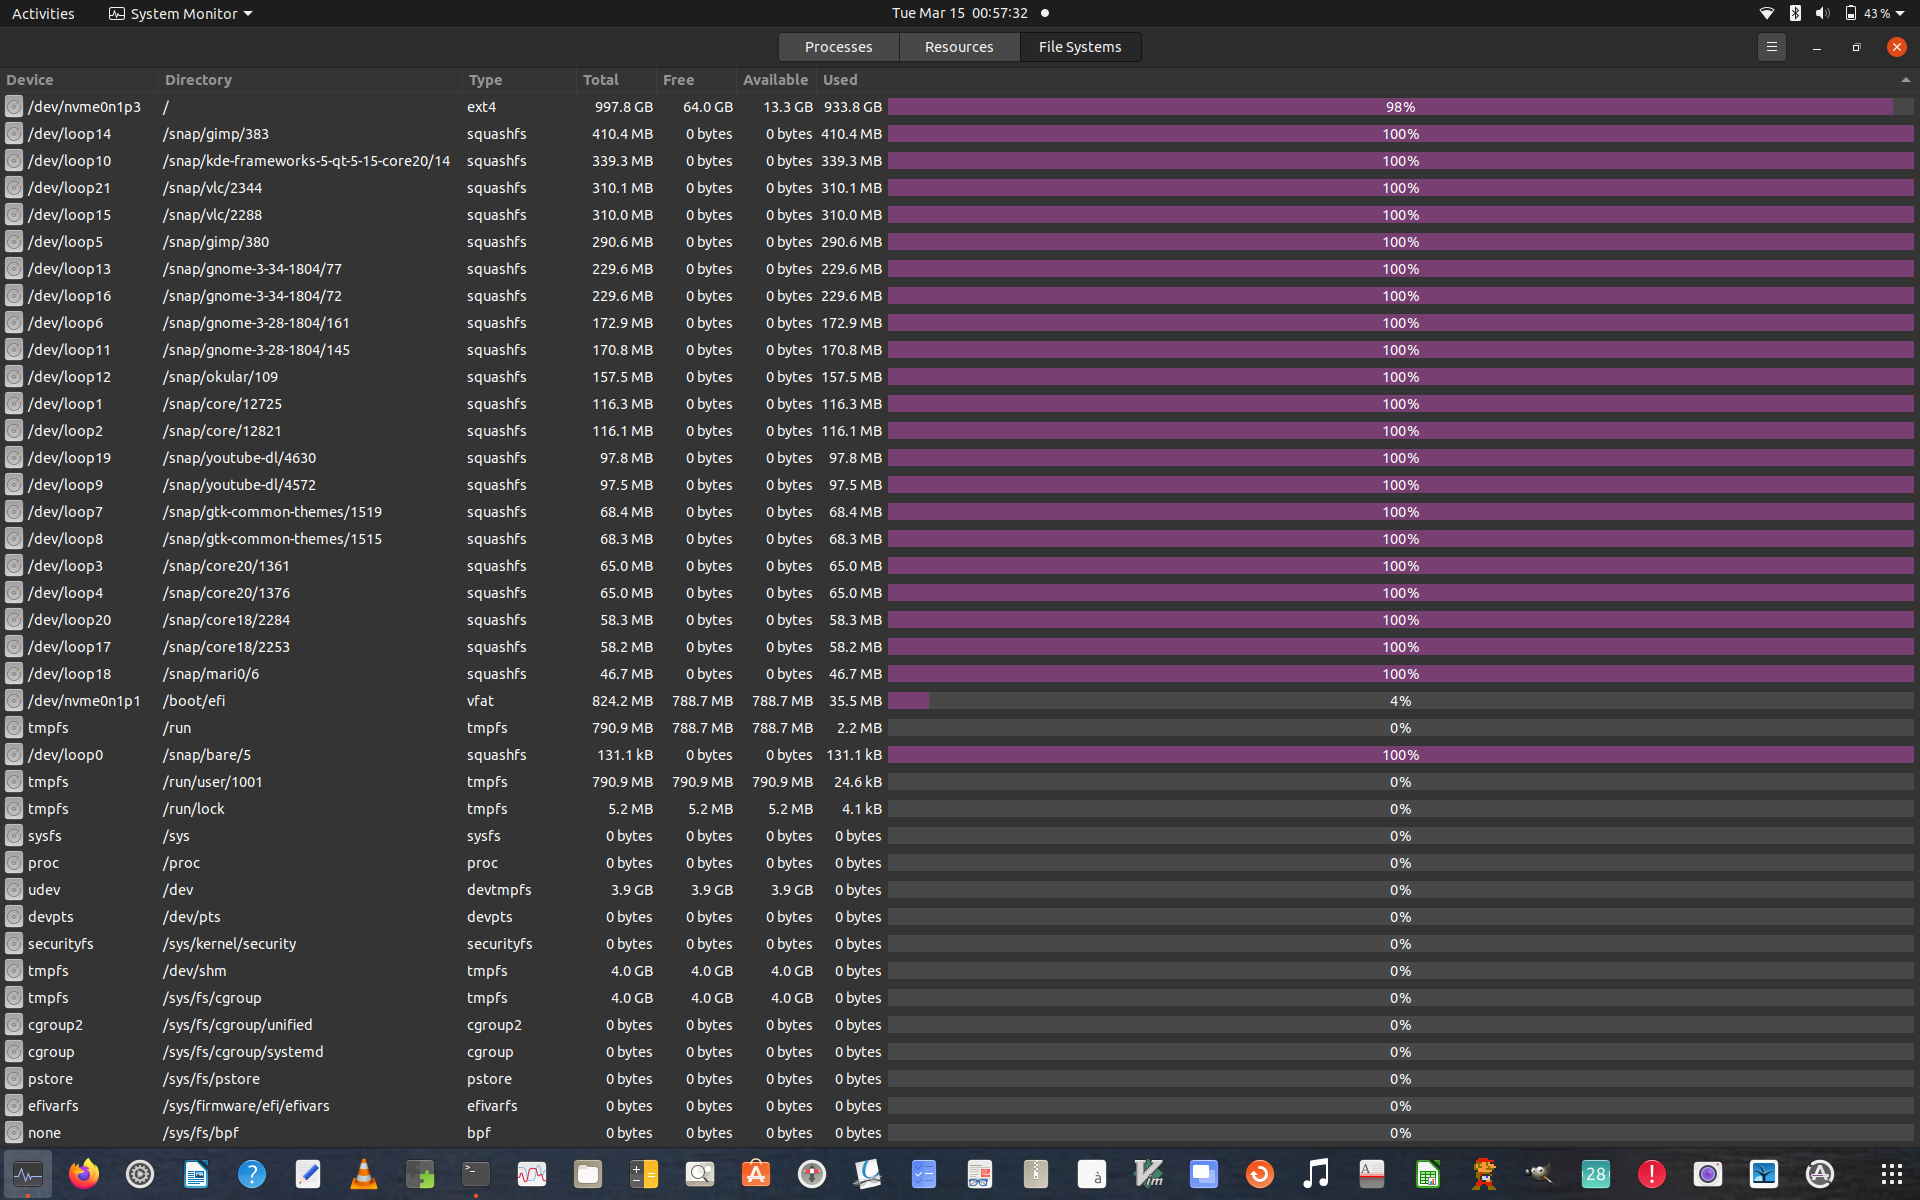 Activities System Monitor Tue Mar 15 00:57:32 43 %
Processes Resources File Systems
Device Directory Type Total Free Available Used
/dev/nvme0n1p3 / ext4 997.8 GB 64.0 GB 13.3 GB 933.8 GB 98%
/dev/loop14 /snap/gimp/383 squashfs 410.4 MB 0 bytes 0 bytes 410.4 MB 100%
/dev/loop10 /snap/kde-frameworks-5-qt-5-15-core20/14 squashfs 339.3 MB 0 bytes 0 bytes 339.3 MB 100%
/dev/loop21 /snap/vlc/2344 squashfs 310.1 MB 0 bytes 0 bytes 310.1 MB 100%
/dev/loop15 /snap/vlc/2288 squashfs 310.0 MB 0 bytes 0 bytes 310.0 MB 100%
/dev/loop5 /snap/gimp/380 squashfs 290.6 MB 0 bytes 0 bytes 290.6 MB 100%
/dev/loop13 /snap/gnome-3-34-1804/77 squashfs 229.6 MB 0 bytes 0 bytes 229.6 MB 100%
/dev/loop16 /snap/gnome-3-34-1804/72 squashfs 229.6 MB 0 bytes 0 bytes 229.6 MB 100%
/dev/loop6 /snap/gnome-3-28-1804/161 squashfs 172.9 MB 0 bytes 0 bytes 172.9 MB 100%
/dev/loop11 /snap/gnome-3-28-1804/145 squashfs 170.8 MB 0 bytes 0 bytes 170.8 MB 100%
/dev/loop12 /snap/okular/109 squashfs 157.5 MB 0 bytes 0 bytes 157.5 MB 100%
/dev/loop1 /snap/core/12725 squashfs 116.3 MB 0 bytes 0 bytes 116.3 MB 100%
/dev/loop2 /snap/core/12821 squashfs 116.1 MB 0 bytes 0 bytes 116.1 MB 100%
/dev/loop19 /snap/youtube-dl/4630 squashfs 97.8 MB 0 bytes 0 bytes 97.8 MB 100%
/dev/loop9 /snap/youtube-dl/4572 squashfs 97.5 MB 0 bytes 0 bytes 97.5 MB 100%
/dev/loop7 /snap/gtk-common-themes/1519 squashfs 68.4 MB 0 bytes 0 bytes 68.4 MB 100%
/dev/loop8 /snap/gtk-common-themes/1515 squashfs 68.3 MB 0 bytes 0 bytes 68.3 MB 100%
/dev/loop3 /snap/core20/1361 squashfs 65.0 MB 0 bytes 0 bytes 65.0 MB 100%
/dev/loop4 /snap/core20/1376 squashfs 65.0 MB 0 bytes 0 bytes 65.0 MB 100%
/dev/loop20 /snap/core18/2284 squashfs 58.3 MB 0 bytes 0 bytes 58.3 MB 100%
/dev/loop17 /snap/core18/2253 squashfs 58.2 MB 0 bytes 0 bytes 58.2 MB 100%
/dev/loop18 /snap/mari0/6 squashfs 46.7 MB 0 bytes 0 bytes 46.7 MB 100%
/dev/nvme0n1p1 /boot/efi vfat 824.2 MB 788.7 MB 788.7 MB 35.5 MB 4%
tmpfs /run tmpfs 790.9 MB 788.7 MB 788.7 MB 2.2 MB 0%
/dev/loop0 /snap/bare/5 squashfs 131.1 kB 0 bytes 0 bytes 131.1 kB 100%
tmpfs /run/user/1001 tmpfs 790.9 MB 790.9 MB 790.9 MB 24.6 kB 0%
tmpfs /run/lock tmpfs 5.2 MB 5.2 MB 5.2 MB 4.1 kB 0%
sysfs /sys sysfs 0 bytes 0 bytes 0 bytes 0 bytes 0%
proc /proc proc 0 bytes 0 bytes 0 bytes 0 bytes 0%
udev /dev devtmpfs 3.9 GB 3.9 GB 3.9 GB 0 bytes 0%
devpts /dev/pts devpts 0 bytes 0 bytes 0 bytes 0 bytes 0%
securityfs /sys/kernel/security securityfs 0 bytes 0 bytes 0 bytes 0 bytes 0%
tmpfs /dev/shm tmpfs 4.0 GB 4.0 GB 4.0 GB 0 bytes 0%
tmpfs /sys/fs/cgroup tmpfs 4.0 GB 4.0 GB 4.0 GB 0 bytes 0%
cgroup2 /sys/fs/cgroup/unified cgroup2 0 bytes 0 bytes 0 bytes 0 bytes 0%
cgroup /sys/fs/cgroup/systemd cgroup 0 bytes 0 bytes 0 bytes 0 bytes 0%
pstore /sys/fs/pstore pstore 0 bytes 0 bytes 0 bytes 0 bytes 0%
efivarfs /sys/firmware/efi/efivars efivarfs 0 bytes 0 bytes 0 bytes 0 bytes 0%
none /sys/fs/bpf bpf 0 bytes 0 bytes 0 bytes 0 bytes 0%
? >_ à Vim A 28 !